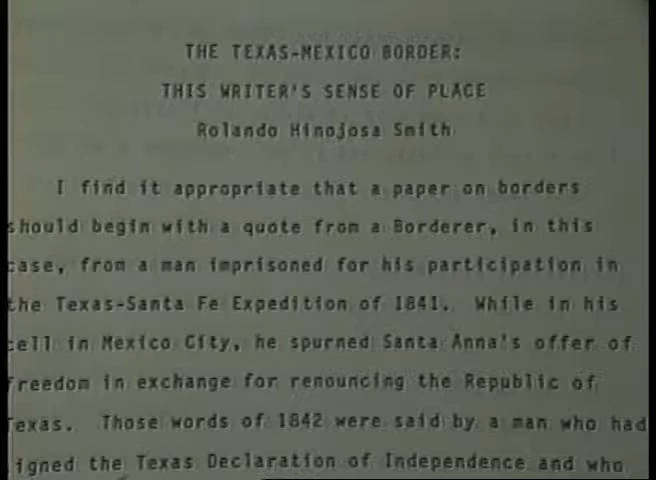 THE TEXAS-MEXICO BORDER:
THIS WRITER'S SENSE OF PLACE
Rolando Hinojosa Smith
I find it appropriate that a paper on borders
should begin with a quote from a Borderer, in this
case, from a man imprisoned for his participation in
the Texas-Santa Fe Expedition of 1841. While in his
cell in Mexico City, he spurned Santa Anna's offer of
freedom in exchange for renouncing the Republic of
Texas. Those words of 1842 were said by a man who had
igned the Texas Declaration of Independence and who